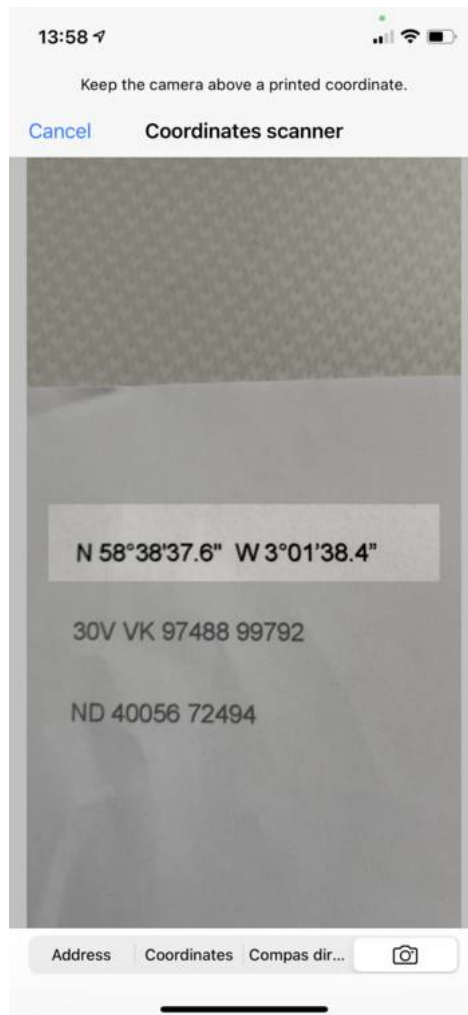 13:58
Keep the camera above a printed coordinate.
Cancel Coordinates scanner
N 58°38'37.6" W 3°01'38.4"
30V VK 97488 99792
ND 40056 72494
Address Coordinates Compas dir...